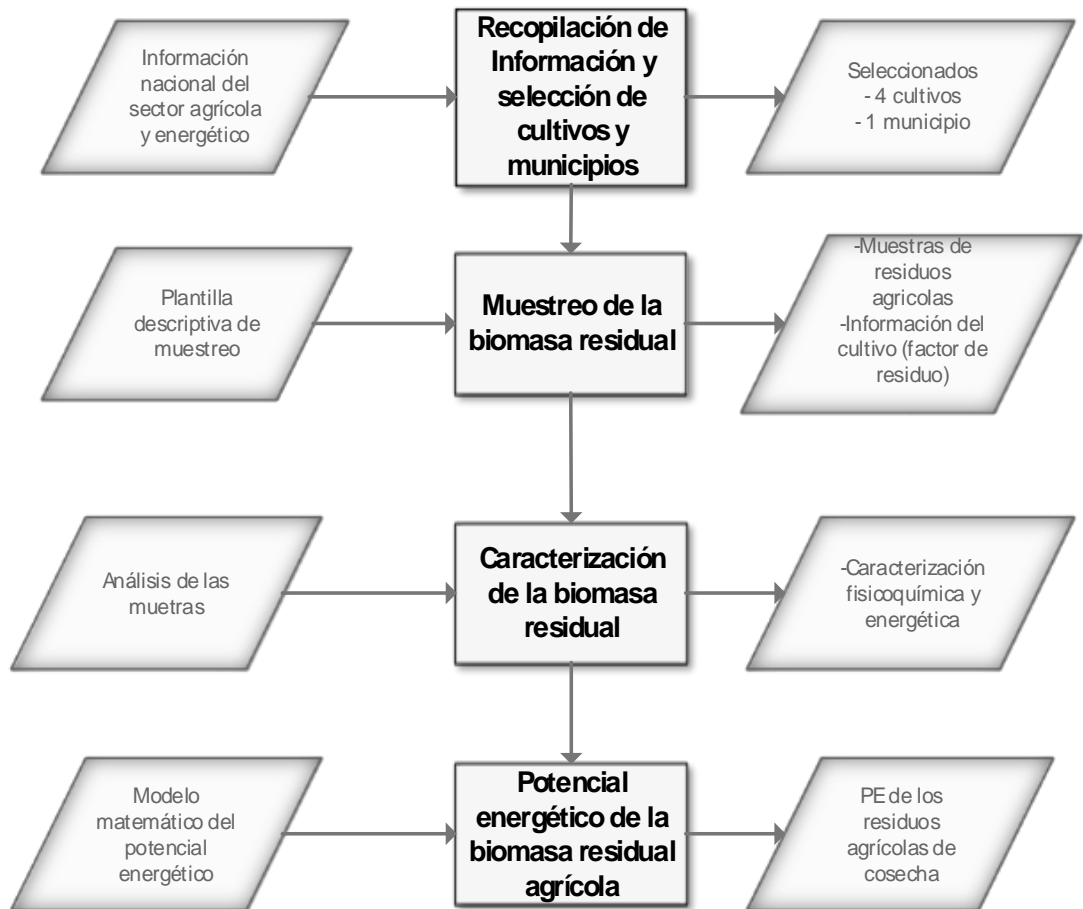 Información
nacional del
sector agrícola
y energético
Recopilación de
Información y
selección de
cultivos y
municipios
Seleccionados
- 4 cultivos
- 1 municipio
Plantilla
descriptiva de
muestreo
Muestreo de la
biomasa residual
-Muestras de
residuos
agricolas
-Información del
cultivo (factor de
residuo)
Análisis de las
muetras
Caracterización
de la biomasa
residual
-Caracterización
fisicoquímica y
energética
Modelo
matemático del
potencial
energético
Potencial
energético de la
biomasa residual
agrícola
PE de los
residuos
agrícolas de
cosecha